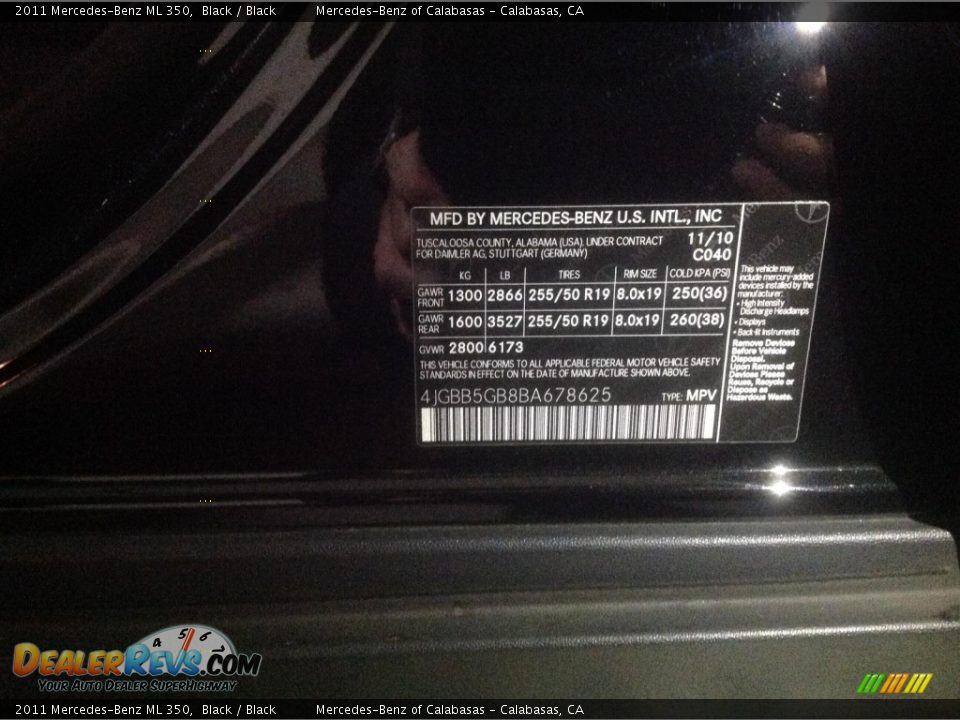 2011 Mercedes-Benz ML 350, Black / Black Mercedes-Benz of Calabasas - Calabasas, CA
MFD BY MERCEDES-BENZ U.S. INTL., INC
TUSCALOOSA COUNTY, ALABAMA (USA), UNDER CONTRACT
FOR DAIMLER AG, STUTTGART (GERMANY)
11/10
C040
KG LB TIRES RIM SIZE COLD KPA (PSI)
GAWR FRONT 1300 2866 255/50 R19 8.0x19 250(36)
GAWR REAR 1600 3527 255/50 R19 8.0x19 260(38)
GVWR 2800 6173
THIS VEHICLE CONFORMS TO ALL APPLICABLE FEDERAL MOTOR VEHICLE SAFETY
STANDARDS IN EFFECT ON THE DATE OF MANUFACTURE SHOWN ABOVE.
4JGBB5GB8BA678625 TYPE: MPV
This vehicle may
include mercury-added
devices installed by the
manufacturer:
• High Intensity
Discharge Headlamps
• Displays
• Back-lit Instruments
Remove Devices
Before Vehicle
Disposal.
Upon Removal of
Devices Please
Reuse, Recycle or
Dispose as
Hazardous Waste.
4 5 6
DEALERREVS.COM
YOUR AUTO DEALER SUPERHIGHWAY
2011 Mercedes-Benz ML 350, Black / Black Mercedes-Benz of Calabasas - Calabasas, CA